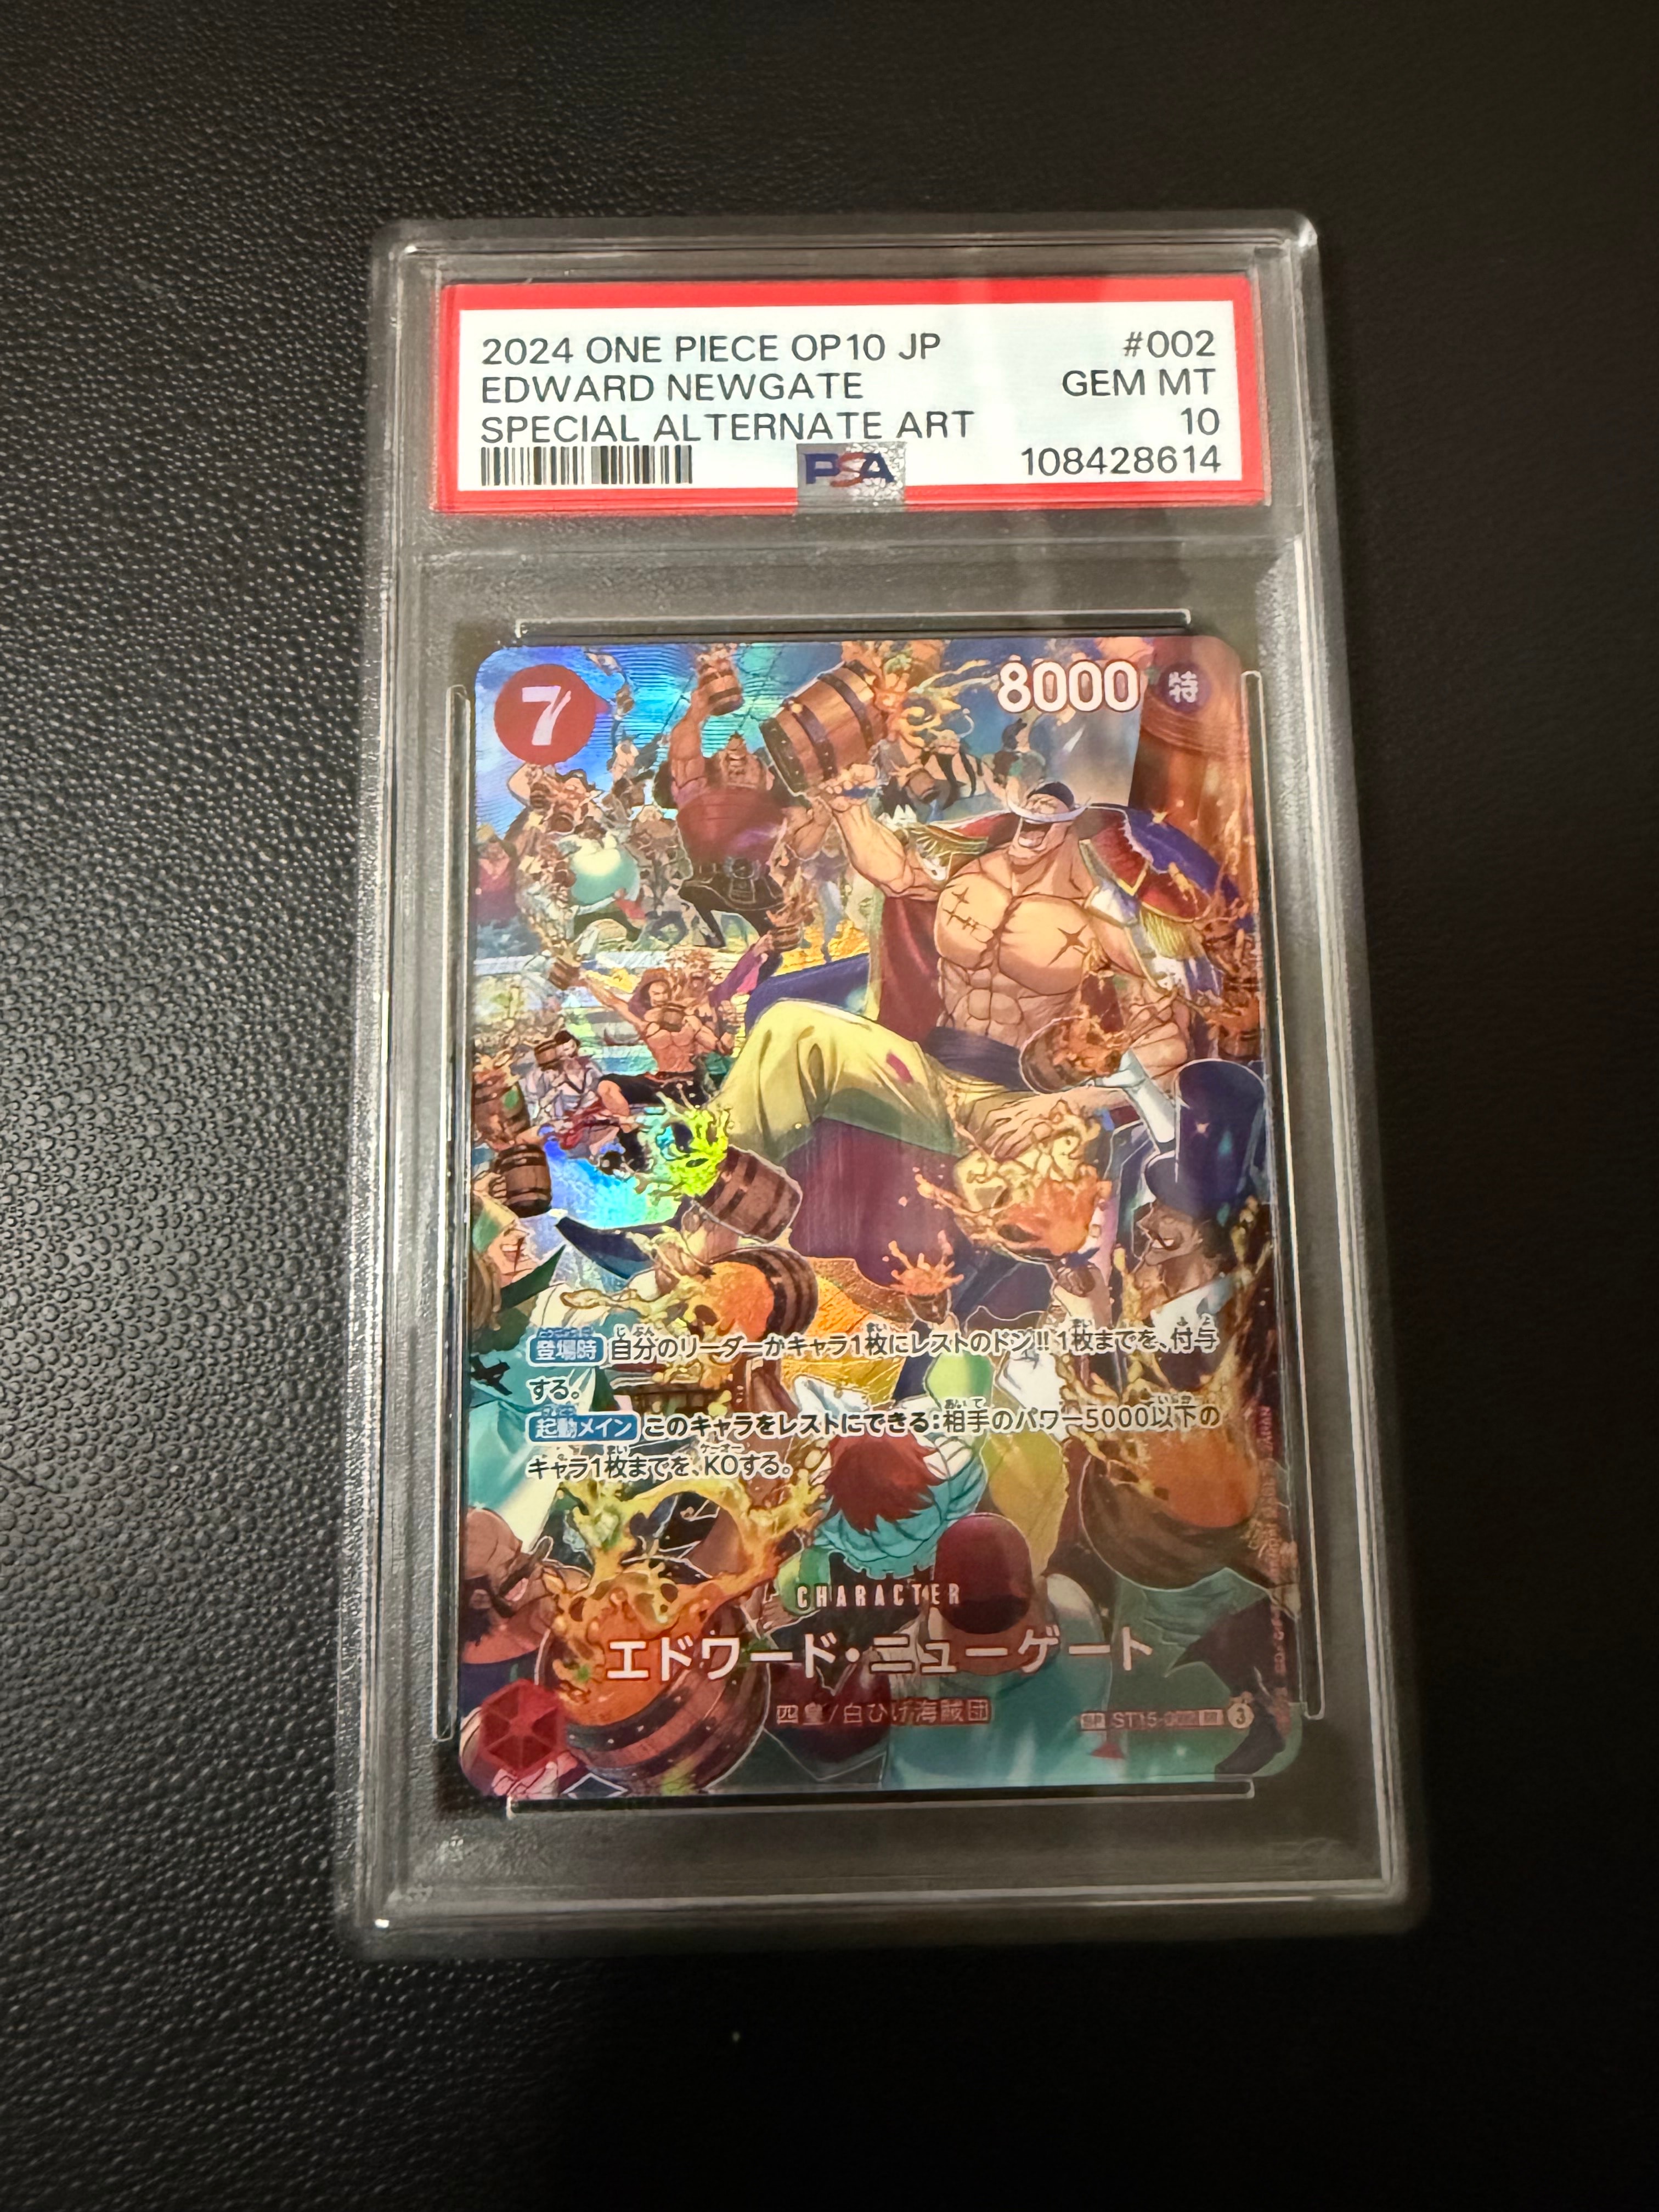 2024 ONE PIECE OP10 JP #002
EDWARD NEWGATE GEM MT
SPECIAL ALTERNATE ART 10
PSA 108428614
7 8000 特
登場時 自分のリーダーかキャラ1枚にレストのドン!!1枚までを、付与
する。
起動メイン このキャラをレストにできる:相手のパワー5000以下の
キャラ1枚までを、KOする。
CHARACTER
エドワード・ニューゲート
四皇/白ひげ海賊団
SP ST15-002 3